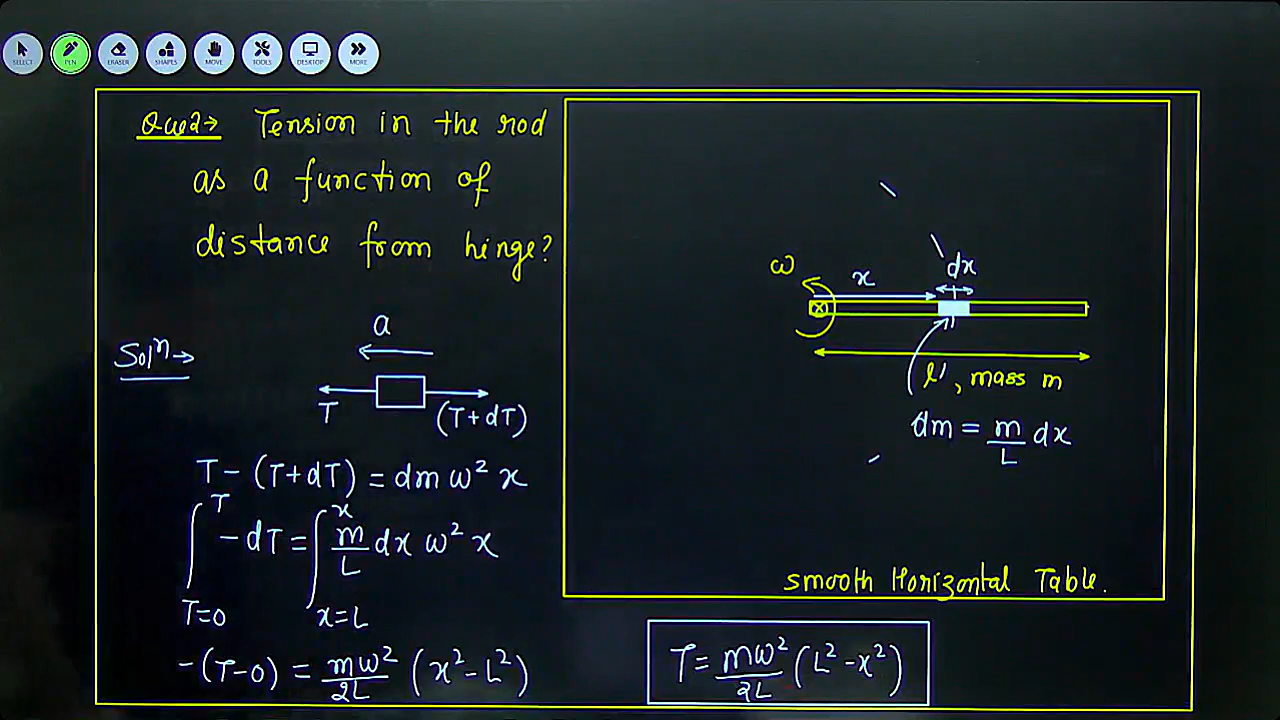 SELECT PEN ERASER SHAPES MOVE TOOLS DESKTOP MORE
Que2→ Tension in the rod
as a function of
distance from hinge?
Solⁿ→
a
T (T+dT)
T − (T+dT) = dm ω² x
∫_{T=0}^{T} −dT = ∫_{x=L}^{x} m/L dx ω² x
−(T−0) = mω²/2L (x² − L²)
ω x dx
l', mass m
dm = m/L dx
smooth Horizontal Table.
T = mω²/2L (L² − x²)